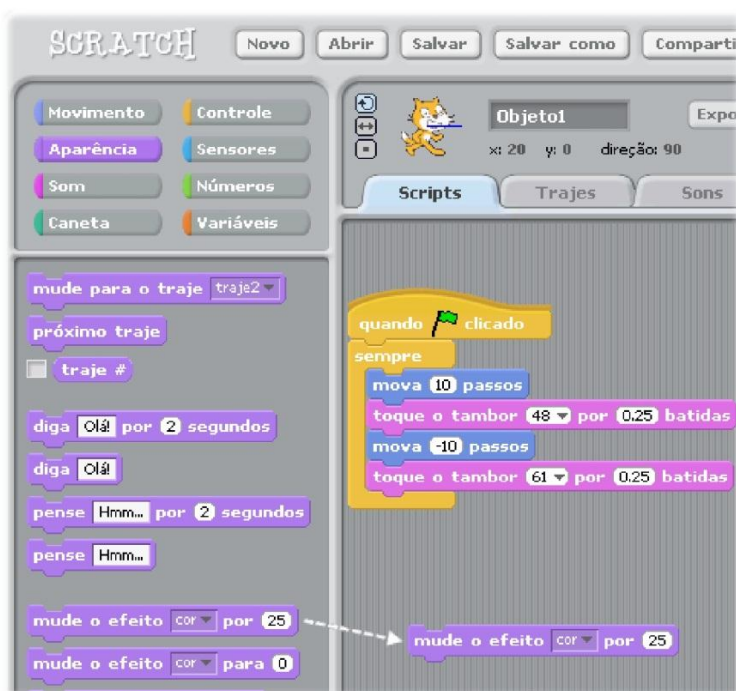 SCRATCH Novo Abrir Salvar Salvar como Comparti
Movimento Controle
Aparência Sensores
Som Números
Caneta Variáveis
Objeto1 Expo
x: 20 y: 0 direção: 90
Scripts Trajes Sons
mude para o traje traje2
próximo traje
traje #
diga Olá! por 2 segundos
diga Olá!
pense Hmm... por 2 segundos
pense Hmm...
mude o efeito cor por 25
mude o efeito cor para 0
quando clicado
sempre
mova 10 passos
toque o tambor 48 por 0.25 batidas
mova -10 passos
toque o tambor 61 por 0.25 batidas
mude o efeito cor por 25